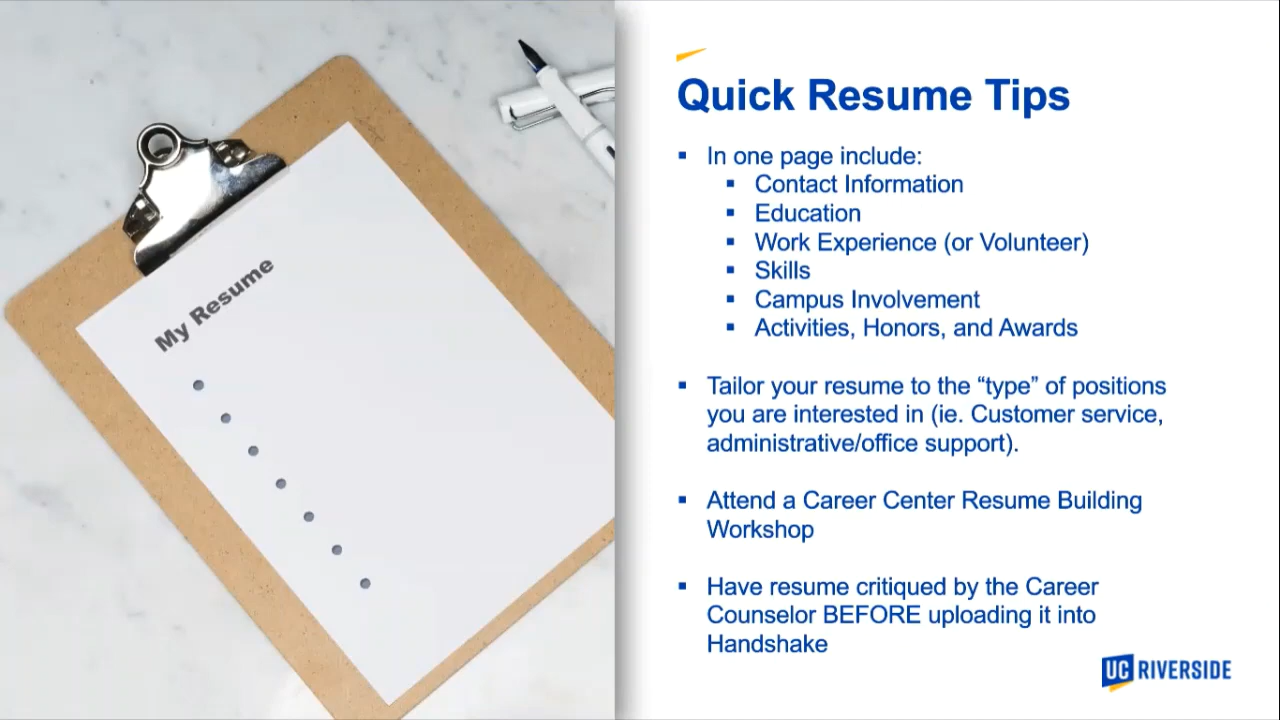 My Resume
Quick Resume Tips
▪ In one page include:
▪ Contact Information
▪ Education
▪ Work Experience (or Volunteer)
▪ Skills
▪ Campus Involvement
▪ Activities, Honors, and Awards
▪ Tailor your resume to the “type” of positions
you are interested in (ie. Customer service,
administrative/office support).
▪ Attend a Career Center Resume Building
Workshop
▪ Have resume critiqued by the Career
Counselor BEFORE uploading it into
Handshake
UC RIVERSIDE